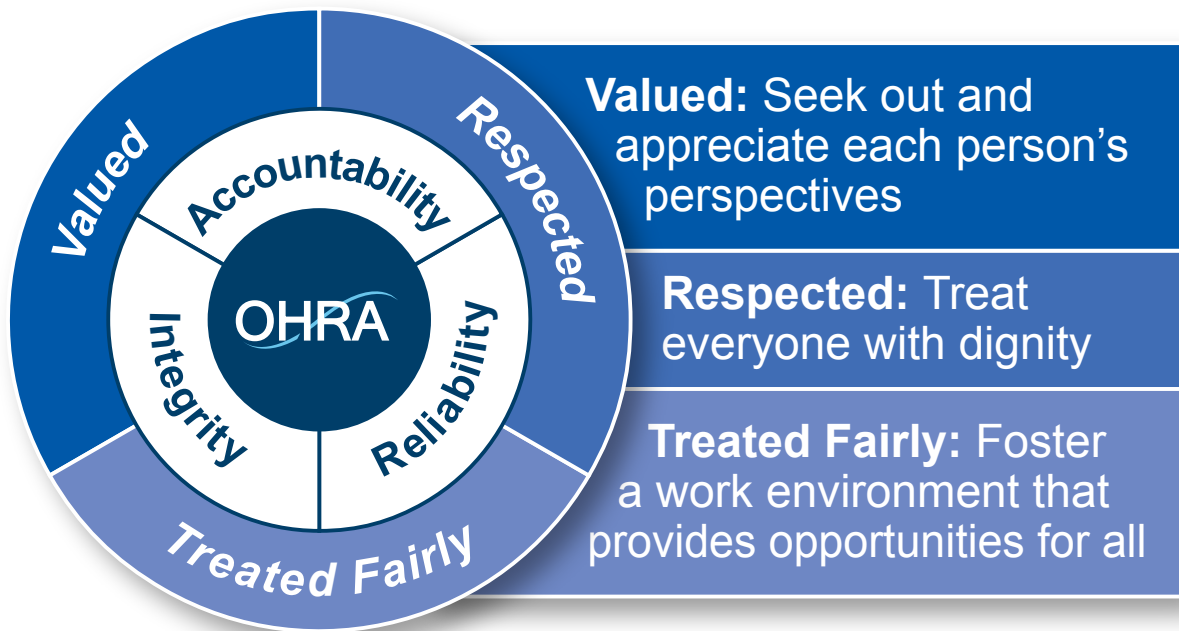 Valued
Respected
Treated Fairly
Accountability
Integrity
Reliability
OHRA
Valued: Seek out and
appreciate each person’s
perspectives
Respected: Treat
everyone with dignity
Treated Fairly: Foster
a work environment that
provides opportunities for all